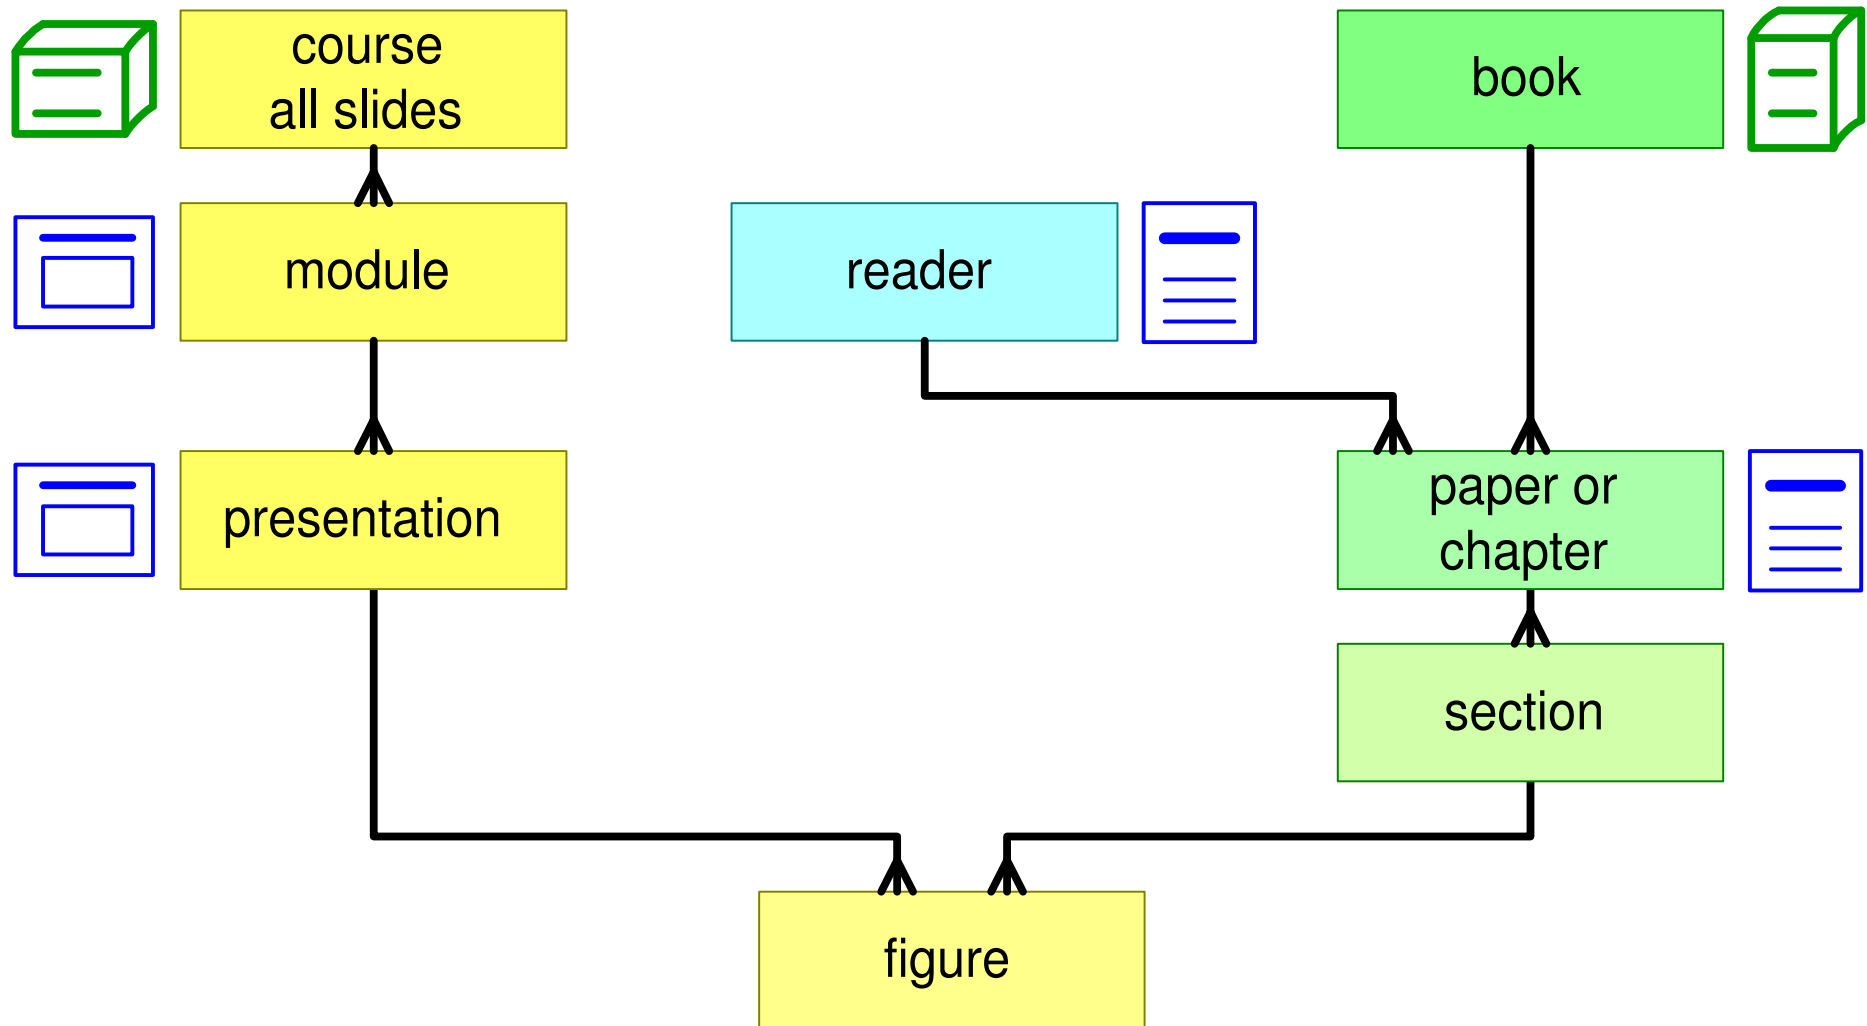 course
all slides
book
module
reader
presentation
paper or
chapter
section
figure